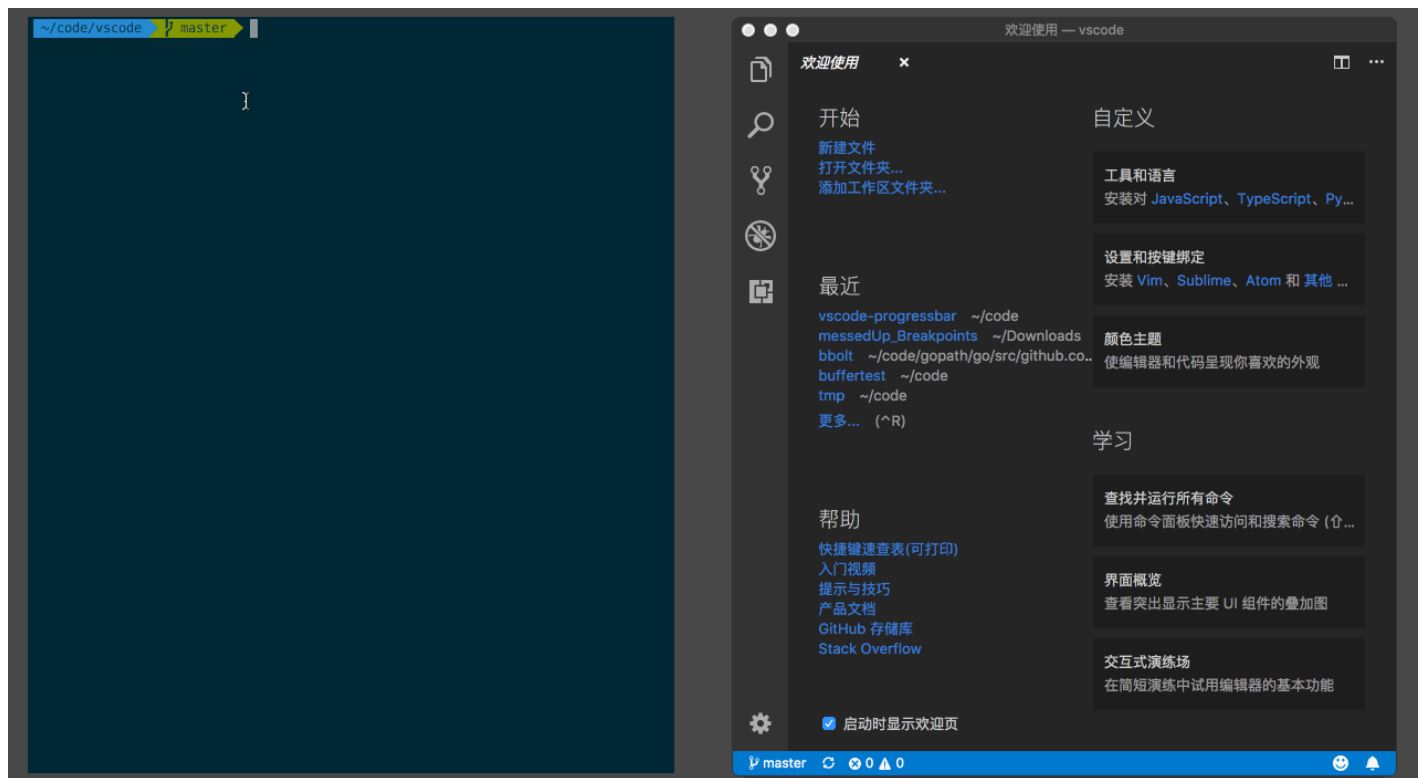 ~/code/vscode master
欢迎使用 — vscode
欢迎使用
开始
新建文件
打开文件夹...
添加工作区文件夹...
最近
vscode-progressbar ~/code
messedUp_Breakpoints ~/Downloads
bbolt ~/code/gopath/go/src/github.co...
buffertest ~/code
tmp ~/code
更多... (^R)
帮助
快捷键速查表(可打印)
入门视频
提示与技巧
产品文档
GitHub 存储库
Stack Overflow
启动时显示欢迎页
自定义
工具和语言
安装对 JavaScript、TypeScript、Py...
设置和按键绑定
安装 Vim、Sublime、Atom 和 其他 ...
颜色主题
使编辑器和代码呈现你喜欢的外观
学习
查找并运行所有命令
使用命令面板快速访问和搜索命令 (⇧...
界面概览
查看突出显示主要 UI 组件的叠加图
交互式演练场
在简短演练中试用编辑器的基本功能
master 0 0